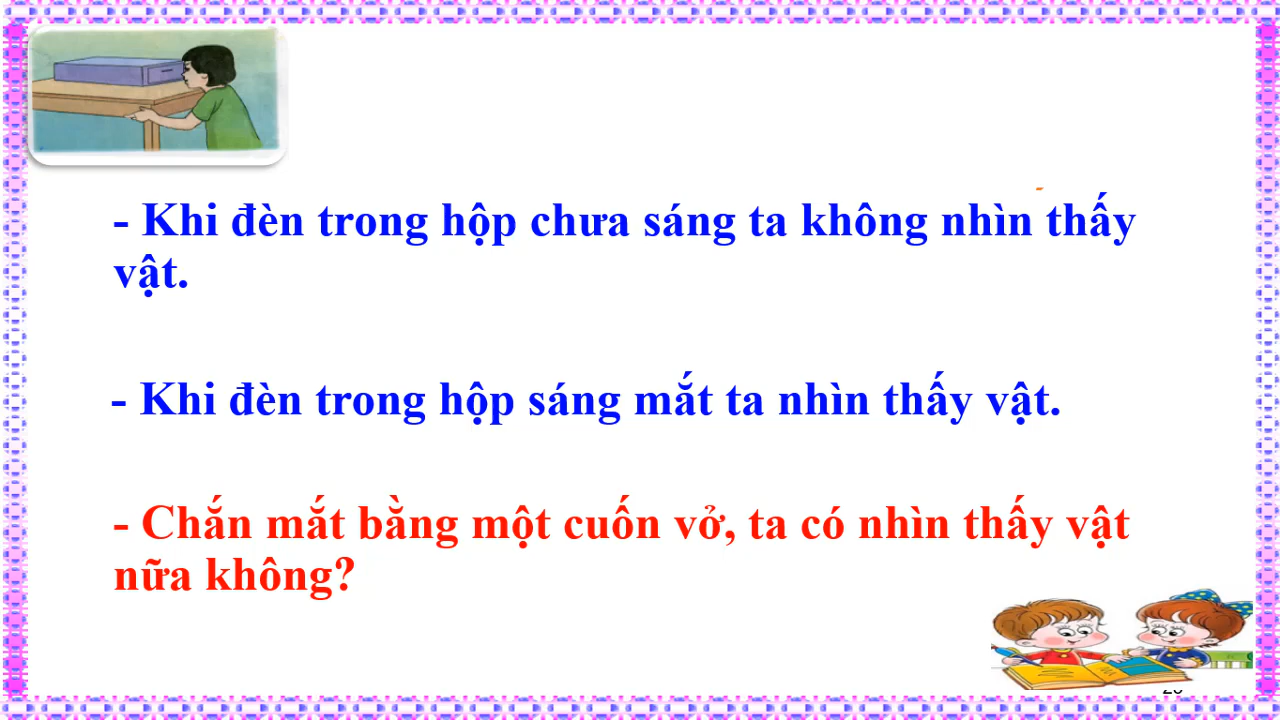 - Khi đèn trong hộp chưa sáng ta không nhìn thấy
vật.
- Khi đèn trong hộp sáng mắt ta nhìn thấy vật.
- Chắn mắt bằng một cuốn vở, ta có nhìn thấy vật
nữa không?